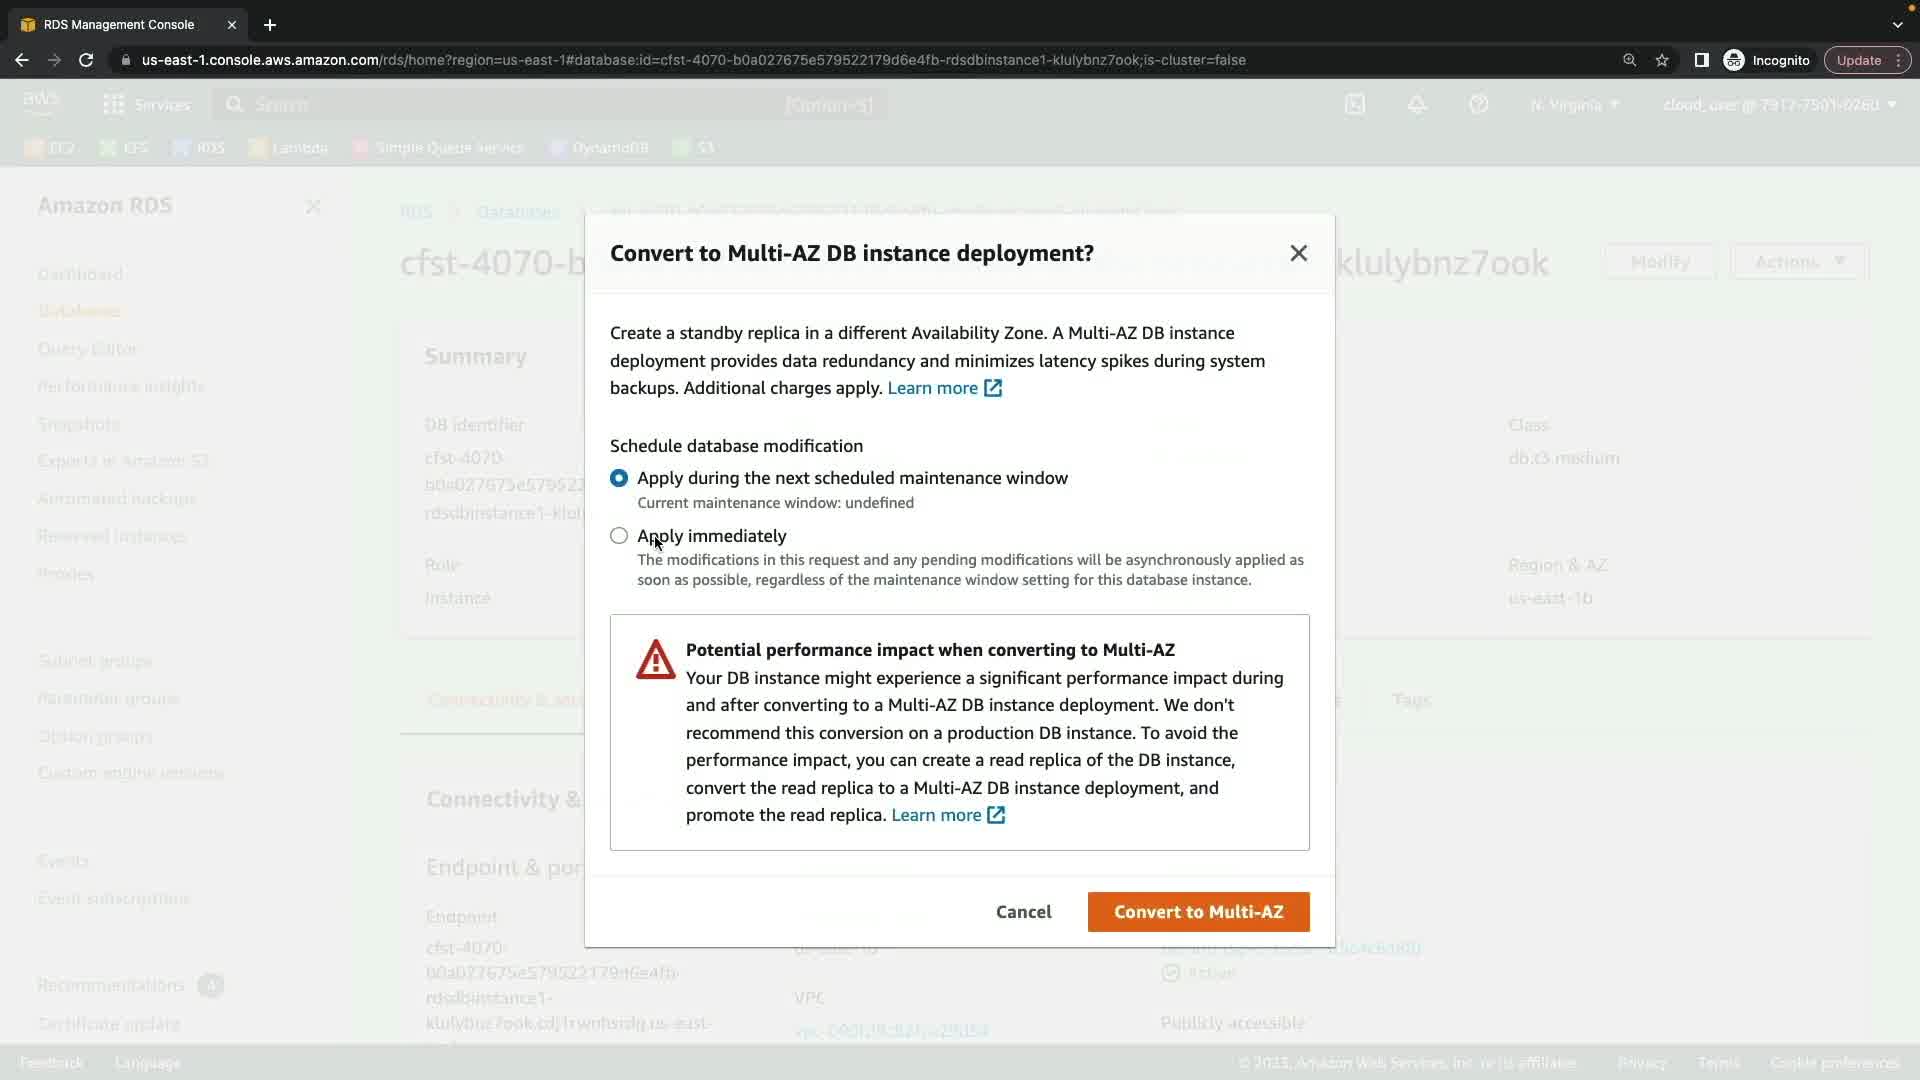 RDS Management Console
us-east-1.console.aws.amazon.com/rds/home?region=us-east-1#database:id=cfst-4070-b0a027675e579522179d6e4fb-rdsdbinstance1-klulybnz7ook;is-cluster=false
Incognito
Update
aws
Services
Search
[Option+S]
N. Virginia
cloud_user @
EC2
EFS
RDS
Lambda
Simple Queue Service
DynamoDB
S3
Amazon RDS
RDS
Databases
cfst-4070-b
klulybnz7ook
Modify
Actions
Dashboard
Databases
Query Editor
Performance insights
Snapshots
Exports in Amazon S3
Automated backups
Reserved instances
Proxies
Subnet groups
Parameter groups
Option groups
Custom engine versions
Events
Event subscriptions
Recommendations
Certificate update
Convert to Multi-AZ DB instance deployment?
Create a standby replica in a different Availability Zone. A Multi-AZ DB instance
deployment provides data redundancy and minimizes latency spikes during system
backups. Additional charges apply. Learn more
Schedule database modification
Apply during the next scheduled maintenance window
Current maintenance window: undefined
Apply immediately
The modifications in this request and any pending modifications will be asynchronously applied as
soon as possible, regardless of the maintenance window setting for this database instance.
Potential performance impact when converting to Multi-AZ
Your DB instance might experience a significant performance impact during
and after converting to a Multi-AZ DB instance deployment. We don't
recommend this conversion on a production DB instance. To avoid the
performance impact, you can create a read replica of the DB instance,
convert the read replica to a Multi-AZ DB instance deployment, and
promote the read replica. Learn more
Cancel
Convert to Multi-AZ
Summary
DB identifier
cfst-4070-
b0a027675e579522
rdsdbinstance1-klul
Role
Instance
Class
db.t3.medium
Region & AZ
us-east-1b
Connectivity &
Tags
Connectivity &
Endpoint & por
Endpoint
cfst-4070-
b0a027675e579522179d6e4fb-
rdsdbinstance1-
VPC
Active
Publicly accessible
Feedback
Language
© 2023, Amazon Web Services, Inc. or its affiliates.
Privacy
Terms
Cookie preferences